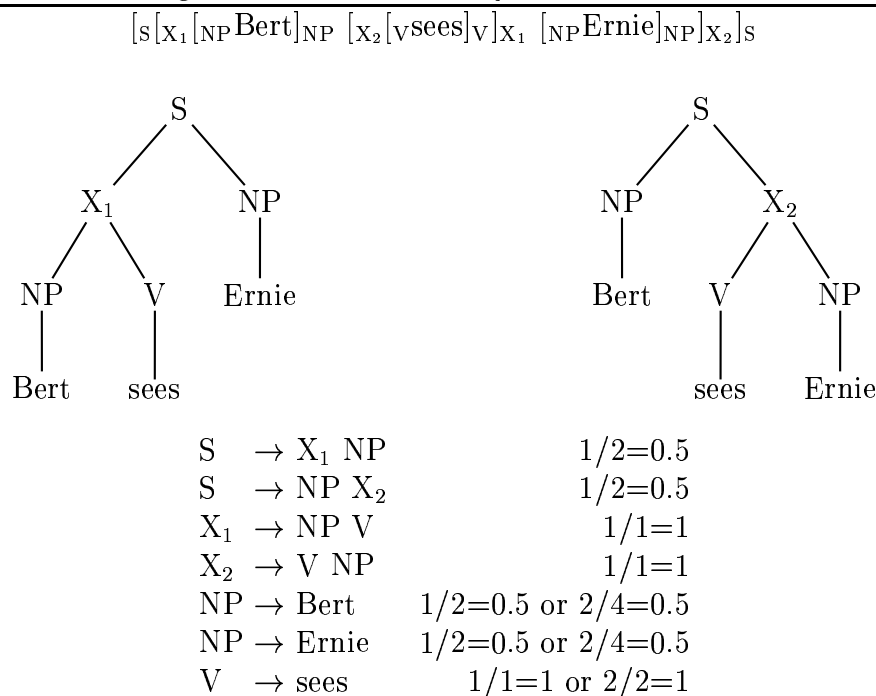 [S[X₁[NPBert]NP [X₂[Vsees]V]X₁ [NPErnie]NP]X₂]S
S S
X₁ NP NP X₂
NP V Ernie Bert V NP
Bert sees sees Ernie
S → X₁ NP 1/2=0.5
S → NP X₂ 1/2=0.5
X₁ → NP V 1/1=1
X₂ → V NP 1/1=1
NP → Bert 1/2=0.5 or 2/4=0.5
NP → Ernie 1/2=0.5 or 2/4=0.5
V → sees 1/1=1 or 2/2=1